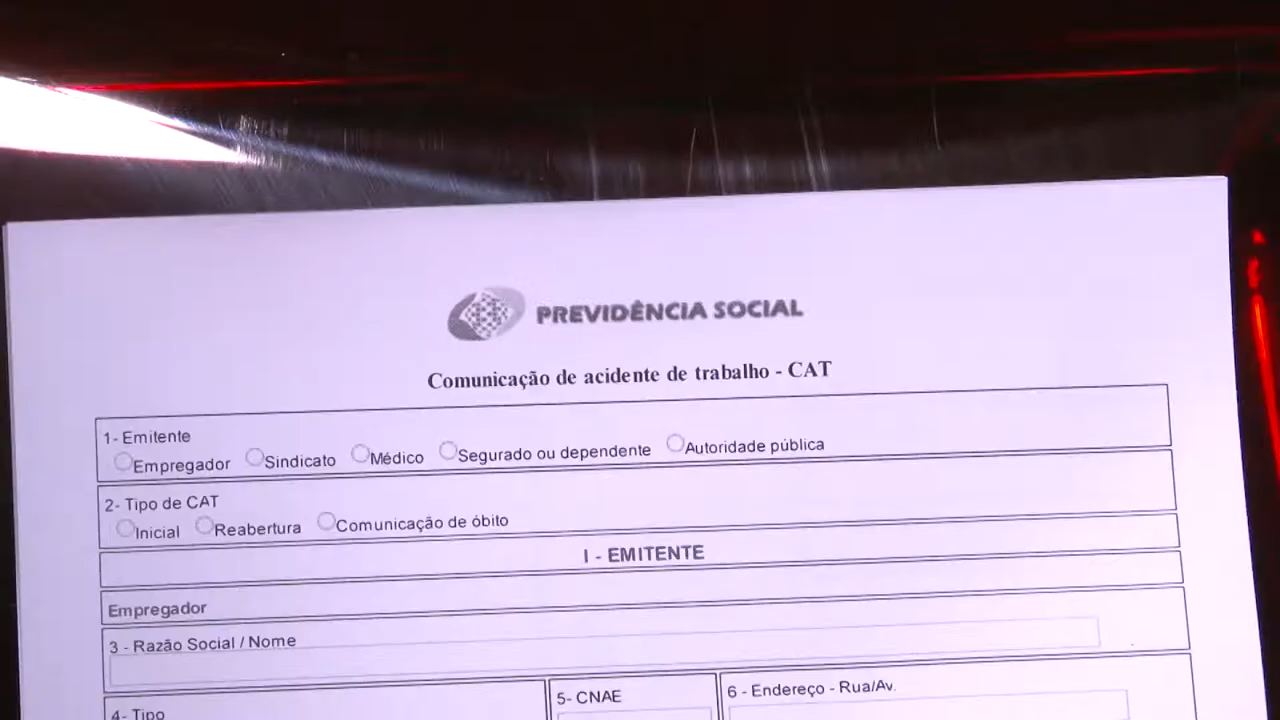 PREVIDÊNCIA SOCIAL
Comunicação de acidente de trabalho - CAT
1- Emitente
Empregador Sindicato Médico Segurado ou dependente Autoridade pública
2- Tipo de CAT
Inicial Reabertura Comunicação de óbito
I - EMITENTE
Empregador
3 - Razão Social / Nome
4- Tipo 5- CNAE 6 - Endereço - Rua/Av.